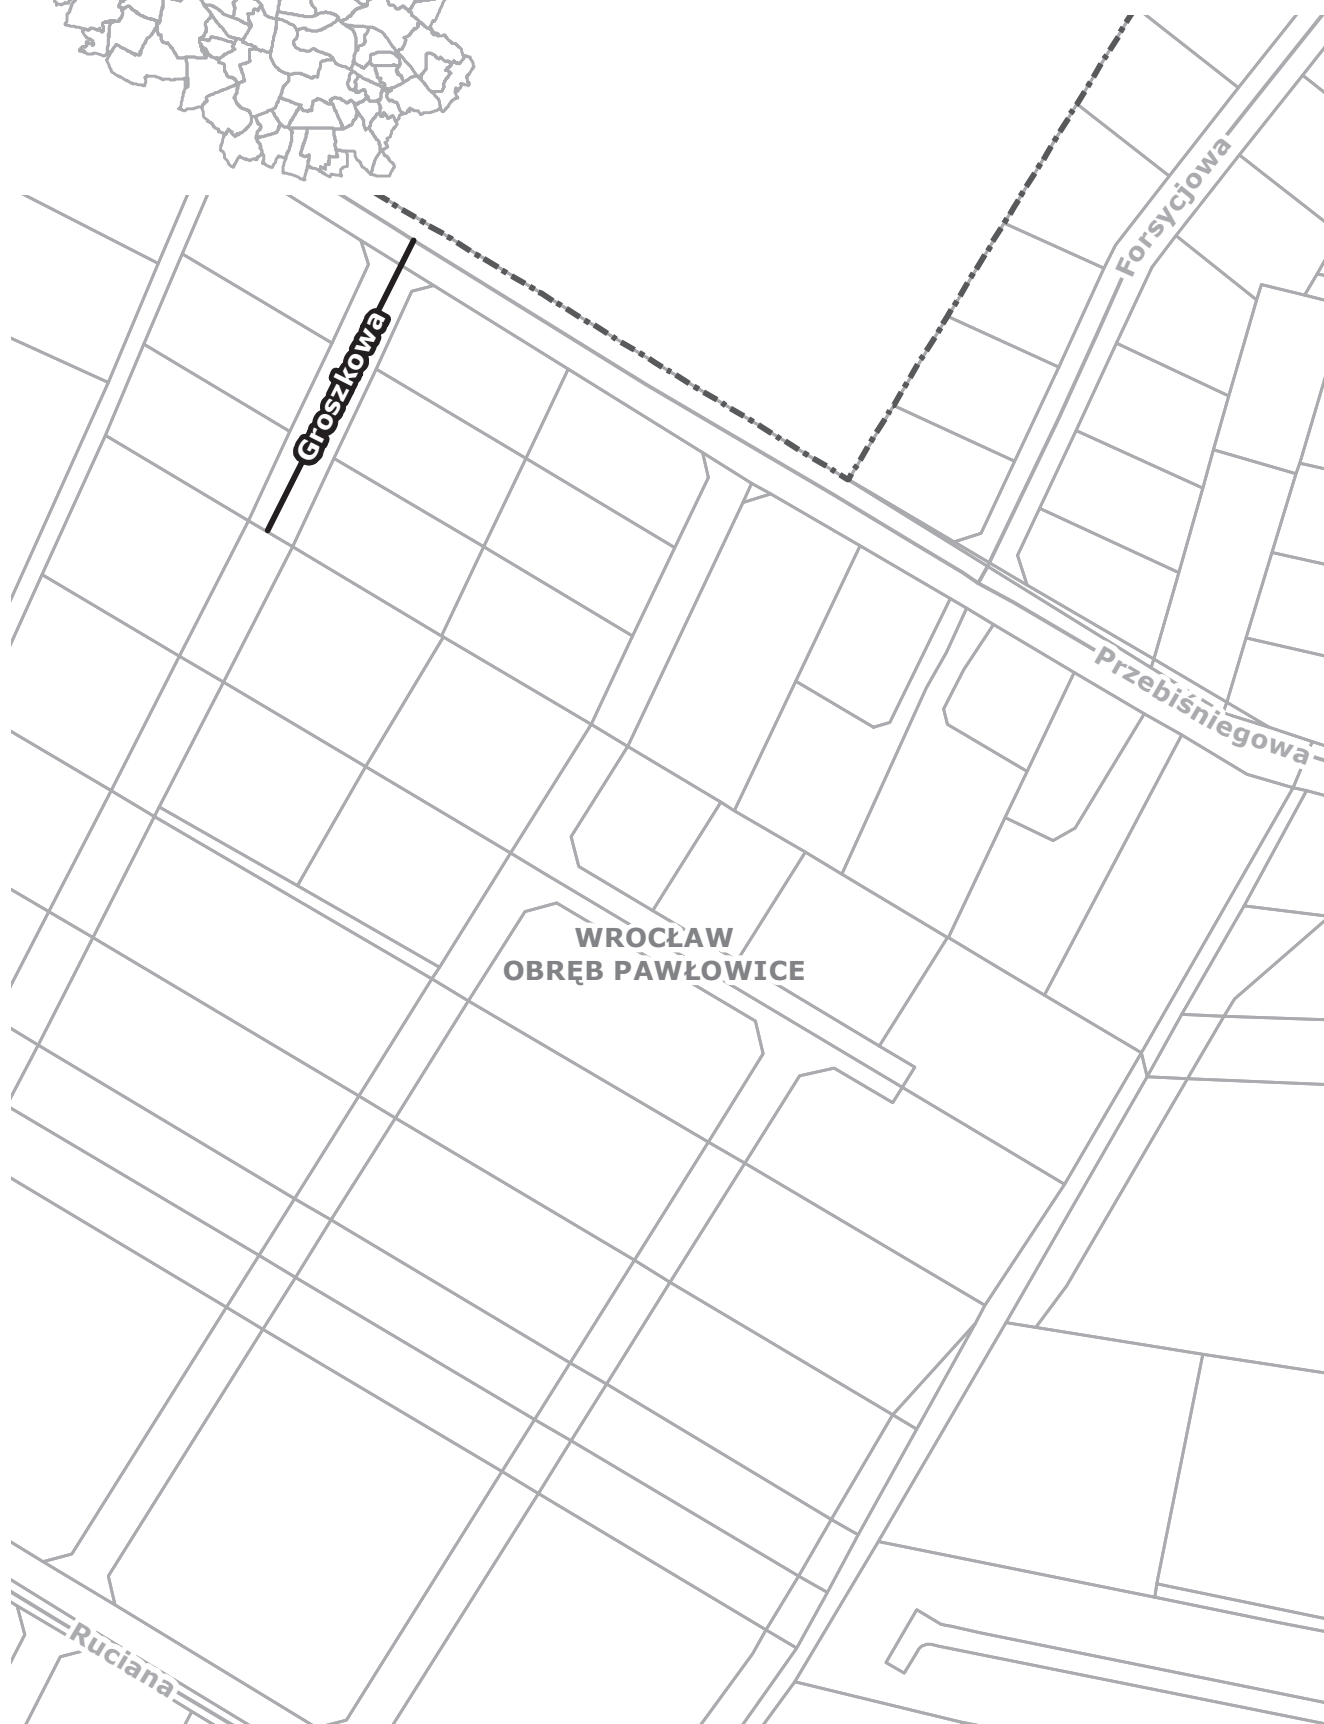 Forsycjowa
Groszkowa
Przebiśniegowa
WROCŁAW
OBRĘB PAWŁOWICE
Ruciana